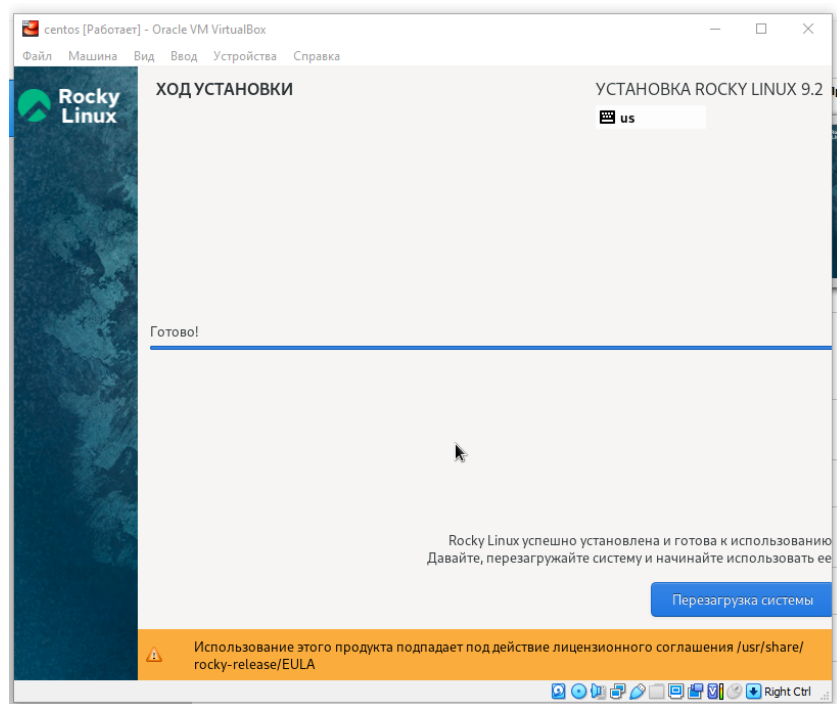 centos [Работает] - Oracle VM VirtualBox
Файл Машина Вид Ввод Устройства Справка
Rocky
Linux
ХОД УСТАНОВКИ
УСТАНОВКА ROCKY LINUX 9.2
us
Готово!
Rocky Linux успешно установлена и готова к использованию
Давайте, перезагружайте систему и начинайте использовать ее
Перезагрузка системы
Использование этого продукта подпадает под действие лицензионного соглашения /usr/share/
rocky-release/EULA
Right Ctrl